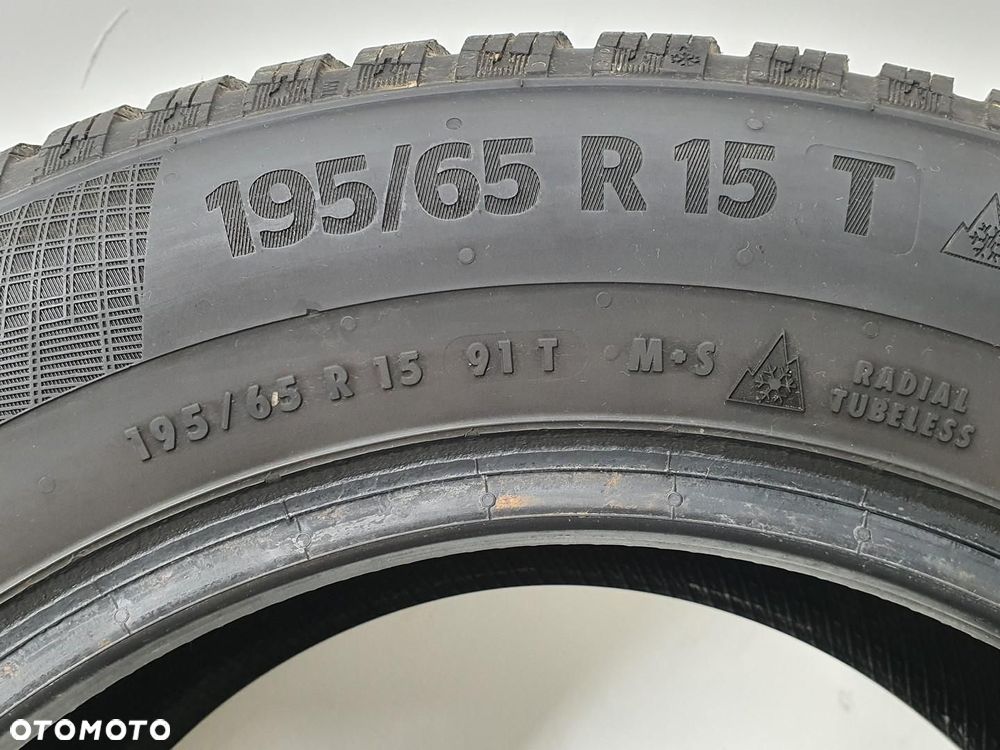 195/65 R 15 T
195/65 R 15 91 T M+S RADIAL
TUBELESS
OTOMOTO